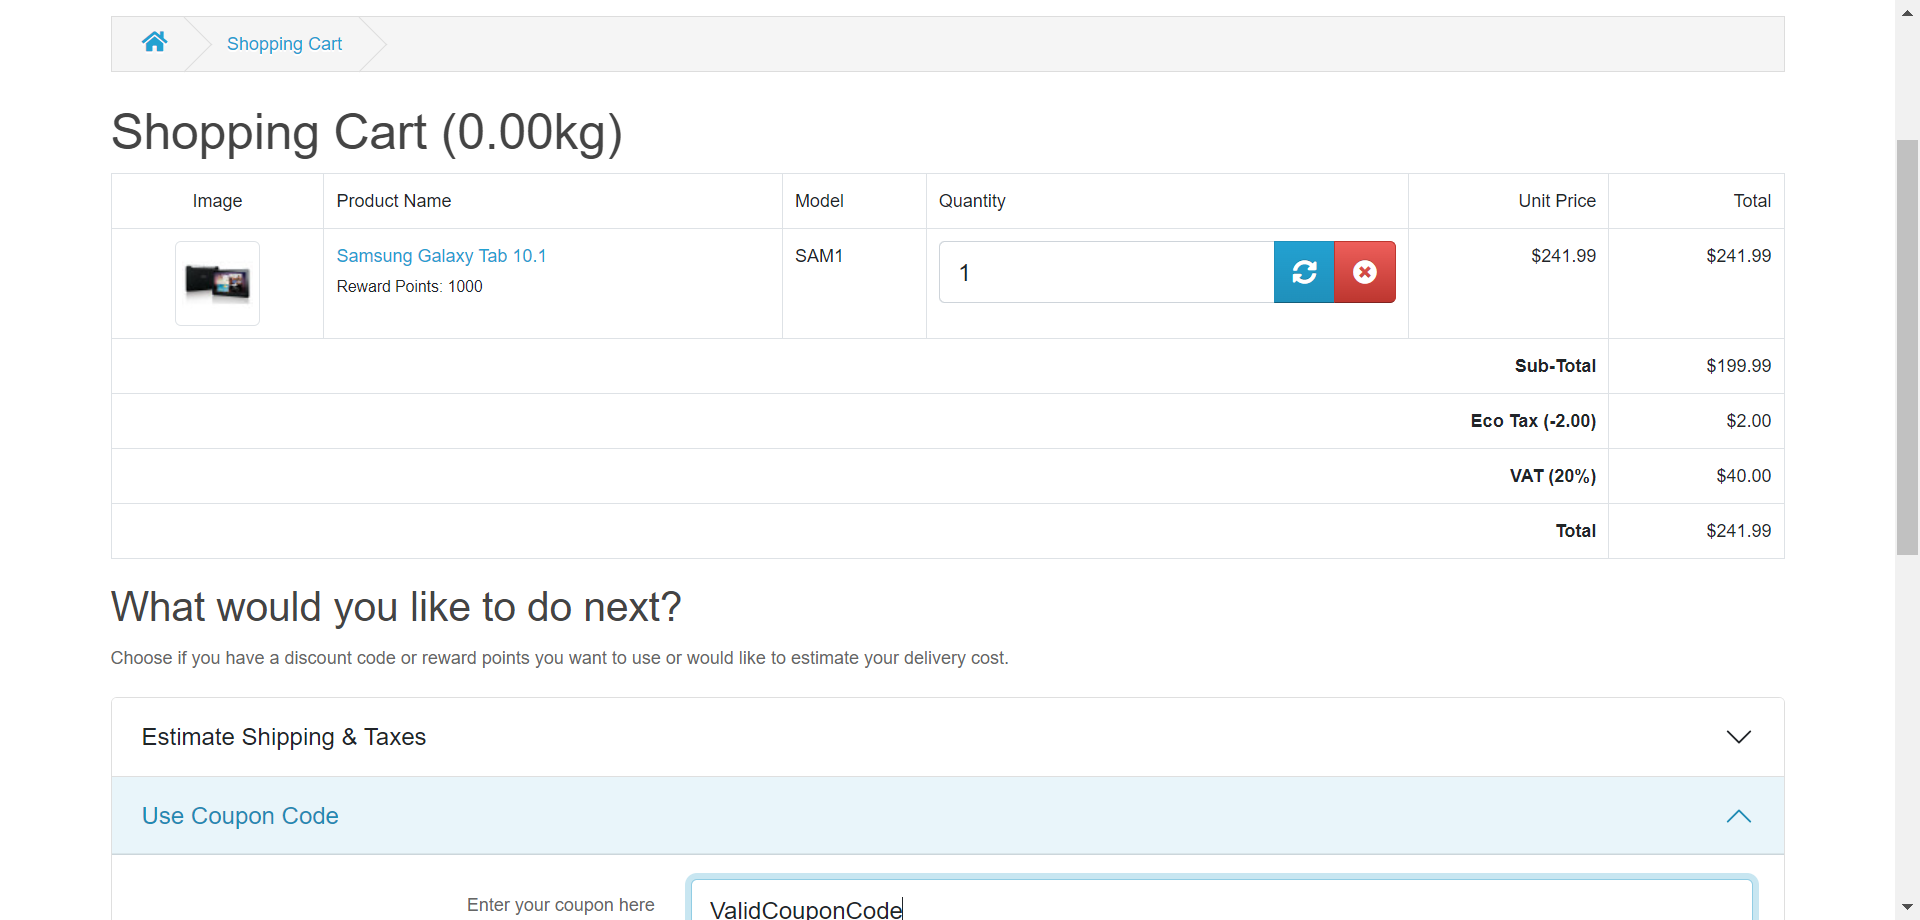 Shopping Cart
Shopping Cart (0.00kg)
Image Product Name Model Quantity Unit Price Total
Samsung Galaxy Tab 10.1 SAM1 1 $241.99 $241.99
Reward Points: 1000
Sub-Total $199.99
Eco Tax (-2.00) $2.00
VAT (20%) $40.00
Total $241.99
What would you like to do next?
Choose if you have a discount code or reward points you want to use or would like to estimate your delivery cost.
Estimate Shipping & Taxes
Use Coupon Code
Enter your coupon here ValidCouponCode